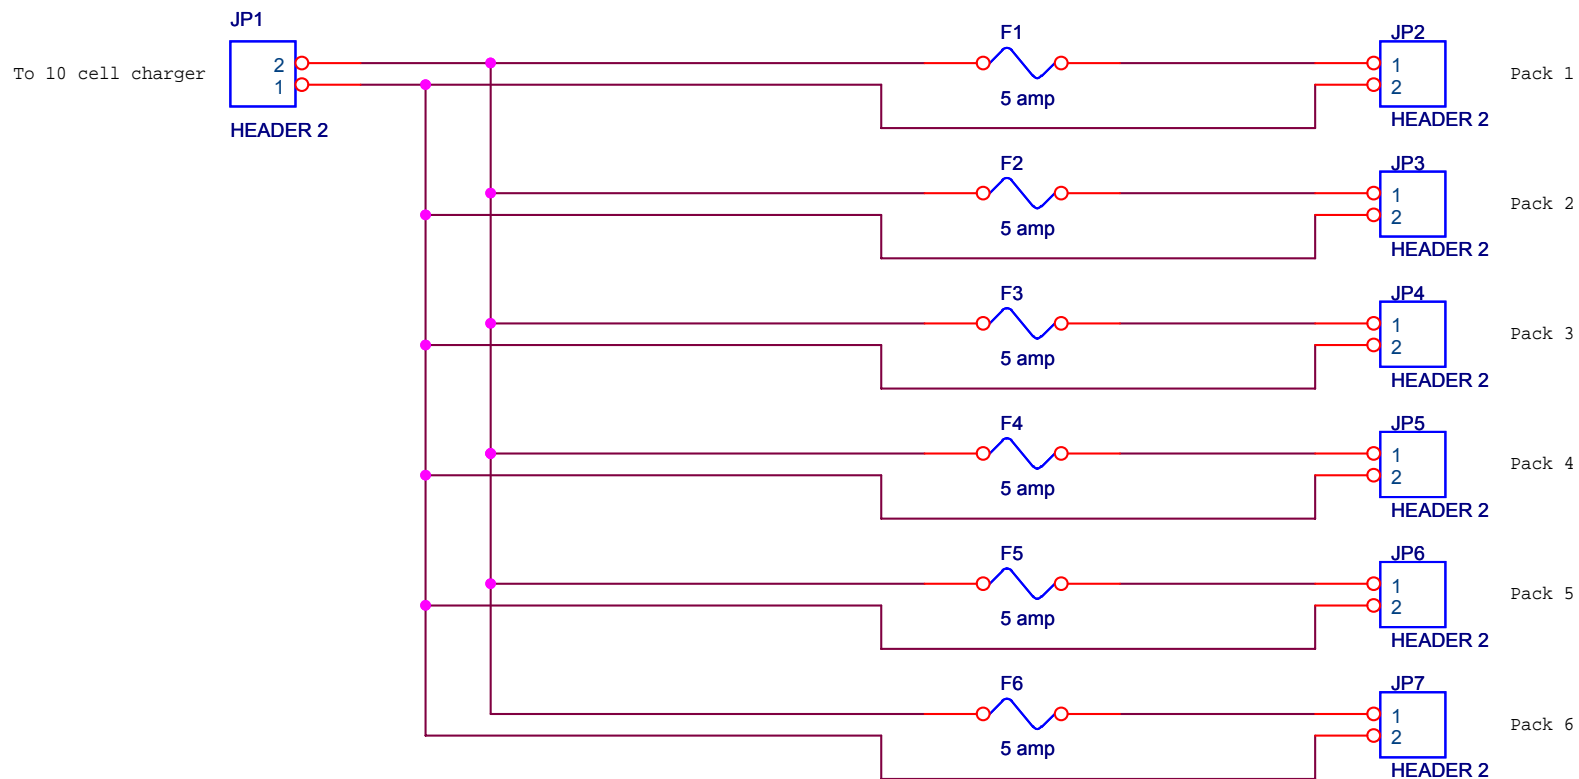 JP1
To 10 cell charger
2
1
HEADER 2
F1
5 amp
JP2
1
2
HEADER 2
Pack 1
F2
5 amp
JP3
1
2
HEADER 2
Pack 2
F3
5 amp
JP4
1
2
HEADER 2
Pack 3
F4
5 amp
JP5
1
2
HEADER 2
Pack 4
F5
5 amp
JP6
1
2
HEADER 2
Pack 5
F6
5 amp
JP7
1
2
HEADER 2
Pack 6